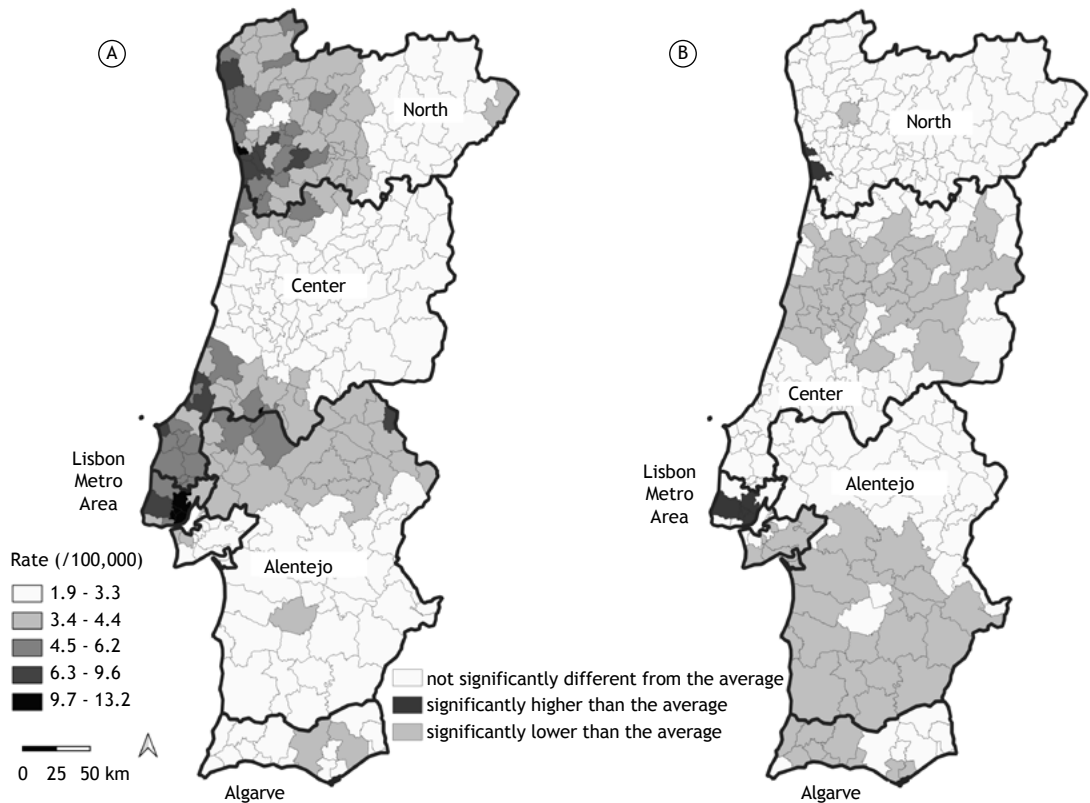 A
North
Center
Lisbon
Metro
Area
Alentejo
Rate (/100,000)
1.9 - 3.3
3.4 - 4.4
4.5 - 6.2
6.3 - 9.6
9.7 - 13.2
0 25 50 km
Algarve
B
North
Center
Lisbon
Metro
Area
Alentejo
not significantly different from the average
significantly higher than the average
significantly lower than the average
Algarve